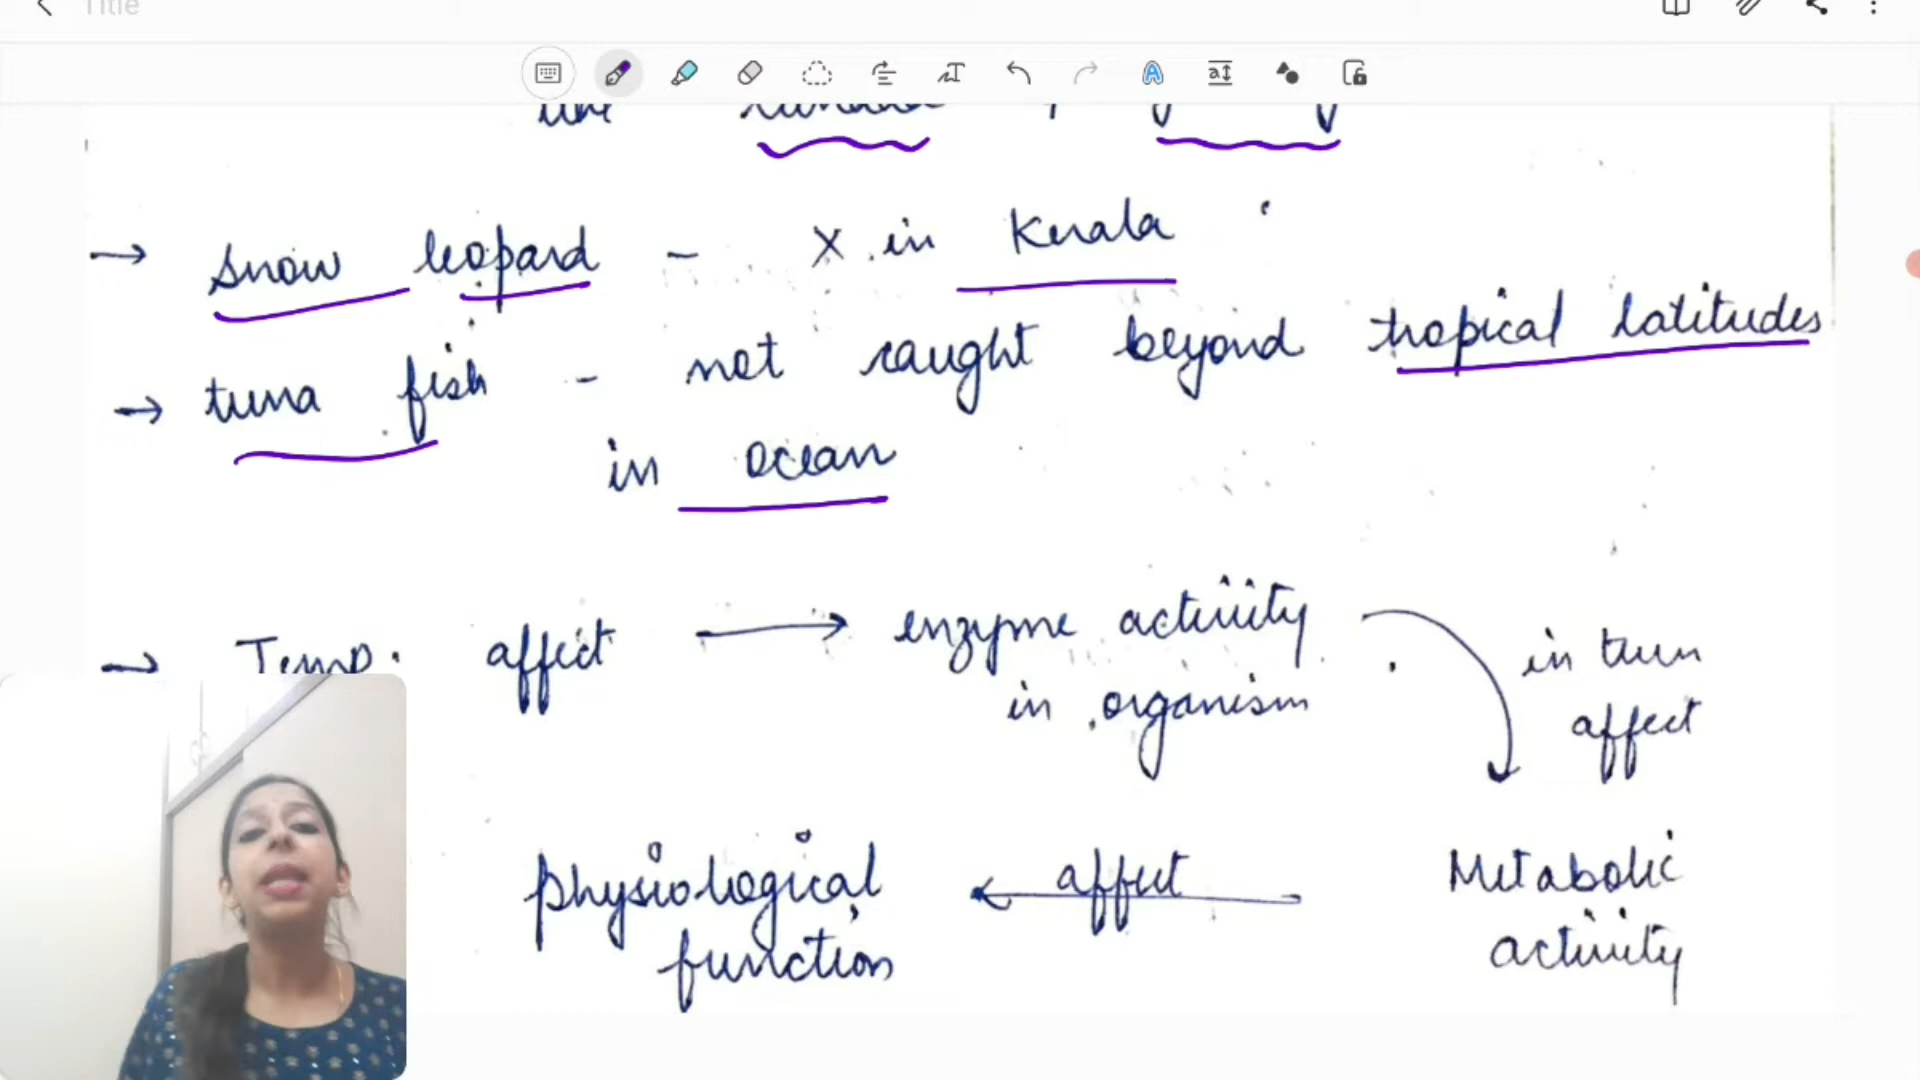 Title
→ Snow leopard - X in Kerala
→ tuna fish - not caught beyond tropical latitudes
in ocean
→ Temp. affect → enzyme activity
in organism
in turn
affect
Metabolic
activity
affect
physiological
function